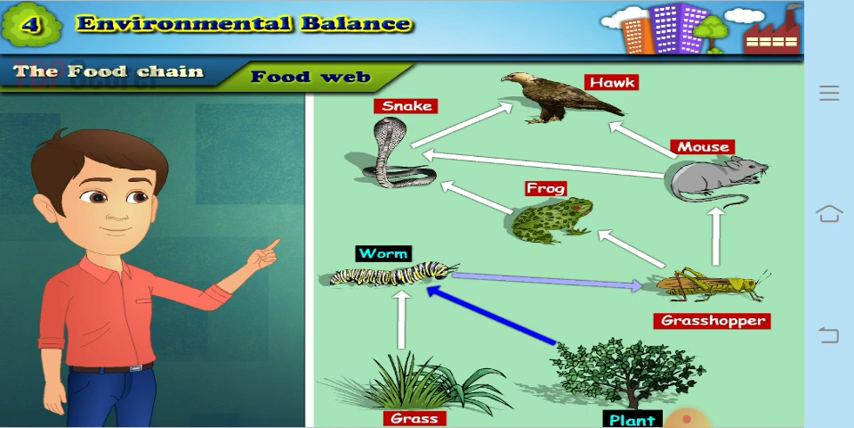 4 Environmental Balance
The Food chain
Food web
Hawk
Snake
Mouse
Frog
Worm
Grasshopper
Grass
Plant